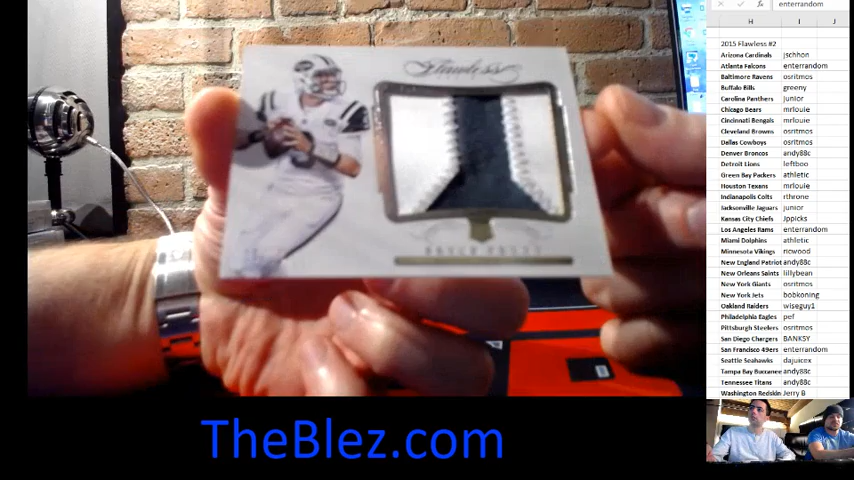 enterrandom
H I J
2015 Flawless #2
Arizona Cardinals jschhon
Atlanta Falcons enterrandom
Baltimore Ravens osritmos
Buffalo Bills greeny
Carolina Panthers junior
Chicago Bears mrlouie
Cincinnati Bengals mrlouie
Cleveland Browns osritmos
Dallas Cowboys osritmos
Denver Broncos andy88c
Detroit Lions leftboo
Green Bay Packers athletic
Houston Texans mrlouie
Indianapolis Colts rthrone
Jacksonville Jaguars junior
Kansas City Chiefs Jppicks
Los Angeles Rams enterrandom
Miami Dolphins athletic
Minnesota Vikings ricwood
New England Patriot andy88c
New Orleans Saints lillybean
New York Giants osritmos
New York Jets bobkoning
Oakland Raiders wiseguy1
Philadelphia Eagles pef
Pittsburgh Steelers osritmos
San Diego Chargers BANKSY
San Francisco 49ers enterrandom
Seattle Seahawks dajuicex
Tampa Bay Buccanee andy88c
Tennessee Titans andy88c
Washington Redskin Jerry B
Flawless
TheBlez.com